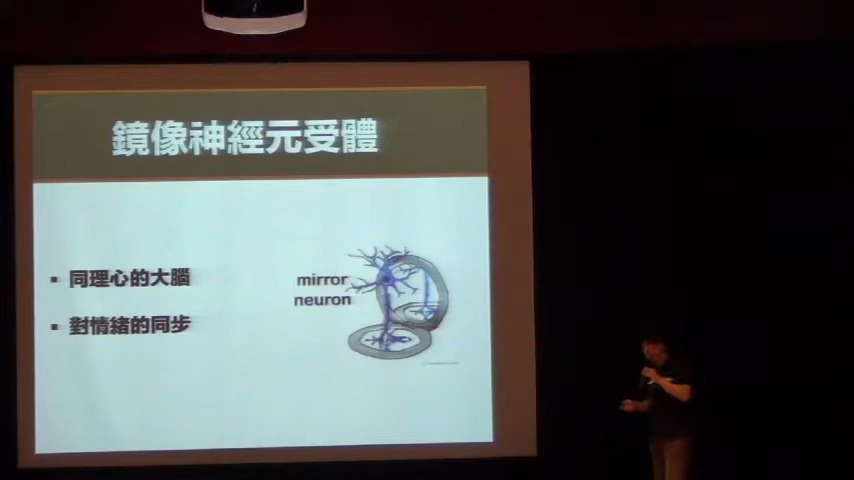 鏡像神經元受體
▪ 同理心的大腦
▪ 對情緒的同步
mirror
neuron